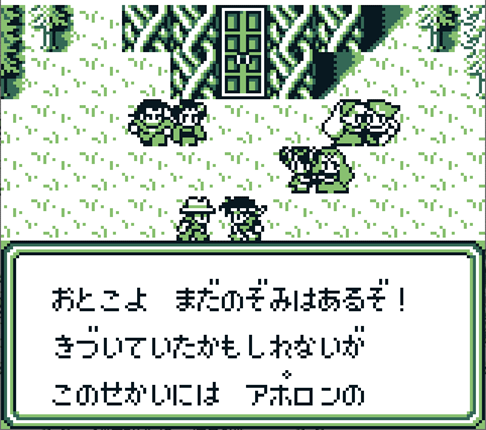 おとこよ　まだのぞみはあるぞ！
きづいていたかもしれないが
このせかいには　アポロンの